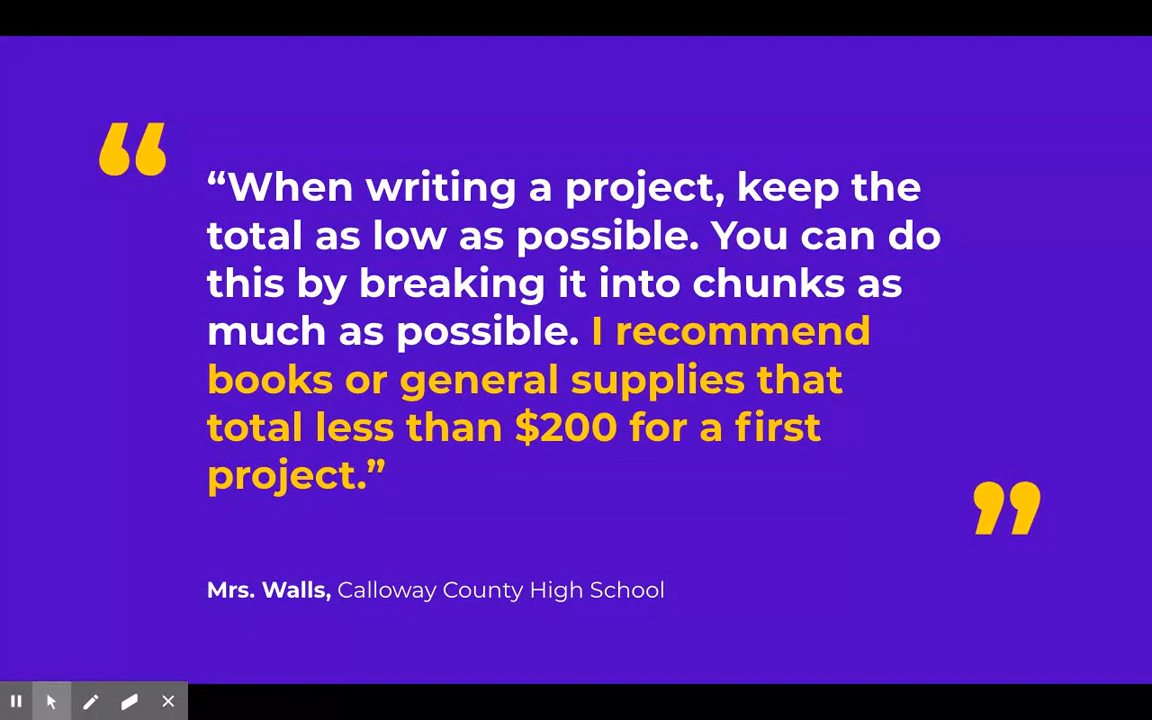 “When writing a project, keep the
total as low as possible. You can do
this by breaking it into chunks as
much as possible. I recommend
books or general supplies that
total less than $200 for a first
project.”
Mrs. Walls, Calloway County High School